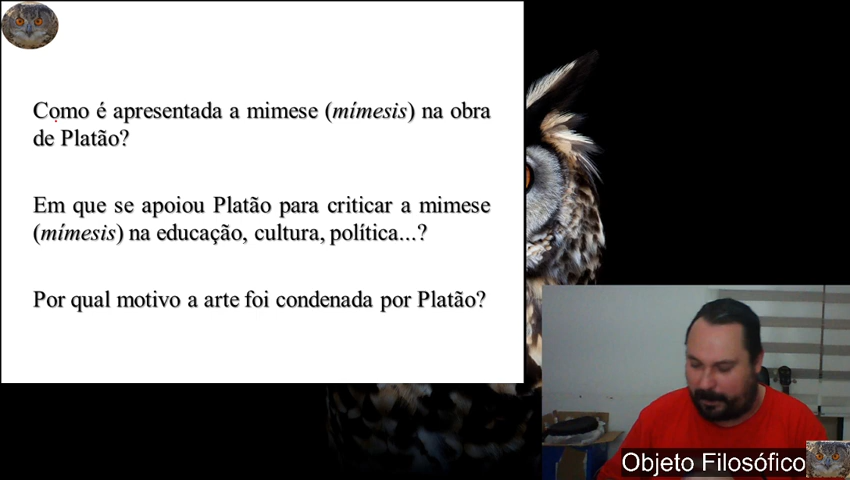 Como é apresentada a mimese (mímesis) na obra
de Platão?
Em que se apoiou Platão para criticar a mimese
(mímesis) na educação, cultura, política...?
Por qual motivo a arte foi condenada por Platão?
Objeto Filosófico